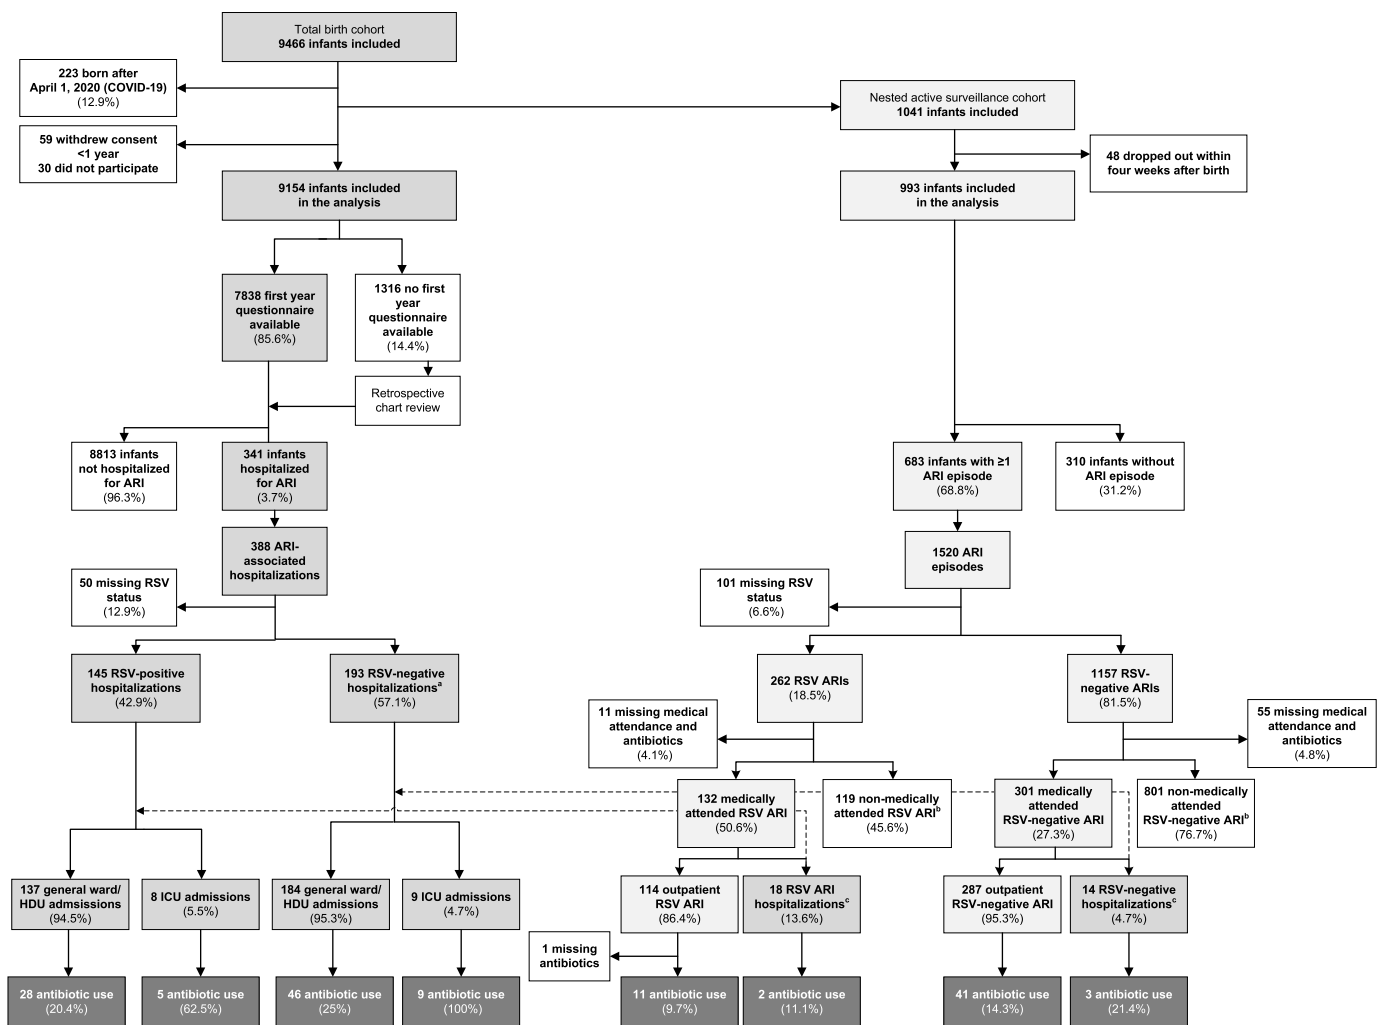 Total birth cohort
9466 infants included
223 born after
April 1, 2020 (COVID-19)
(12.9%)
Nested active surveillance cohort
1041 infants included
59 withdrew consent
<1 year
30 did not participate
48 dropped out within
four weeks after birth
9154 infants included
in the analysis
993 infants included
in the analysis
7838 first year
questionnaire
available
(85.6%)
1316 no first
year
questionnaire
available
(14.4%)
Retrospective
chart review
8813 infants
not hospitalized
for ARI
(96.3%)
341 infants
hospitalized
for ARI
(3.7%)
683 infants with ≥1
ARI episode
(68.8%)
310 infants without
ARI episode
(31.2%)
388 ARI-
associated
hospitalizations
1520 ARI
episodes
50 missing RSV
status
(12.9%)
101 missing RSV
status
(6.6%)
145 RSV-positive
hospitalizations
(42.9%)
193 RSV-negative
hospitalizationsª
(57.1%)
262 RSV ARIs
(18.5%)
1157 RSV-
negative ARIs
(81.5%)
11 missing medical
attendance and
antibiotics
(4.1%)
55 missing medical
attendance and
antibiotics
(4.8%)
132 medically
attended RSV ARI
(50.6%)
119 non-medically
attended RSV ARIᵇ
(45.6%)
301 medically
attended
RSV-negative ARI
(27.3%)
801 non-medically
attended
RSV-negative ARIᵇ
(76.7%)
137 general ward/
HDU admissions
(94.5%)
8 ICU admissions
(5.5%)
184 general ward/
HDU admissions
(95.3%)
9 ICU admissions
(4.7%)
114 outpatient
RSV ARI
(86.4%)
18 RSV ARI
hospitalizationsᶜ
(13.6%)
287 outpatient
RSV-negative ARI
(95.3%)
14 RSV-negative
hospitalizationsᶜ
(4.7%)
1 missing
antibiotics
28 antibiotic use
(20.4%)
5 antibiotic use
(62.5%)
46 antibiotic use
(25%)
9 antibiotic use
(100%)
11 antibiotic use
(9.7%)
2 antibiotic use
(11.1%)
41 antibiotic use
(14.3%)
3 antibiotic use
(21.4%)